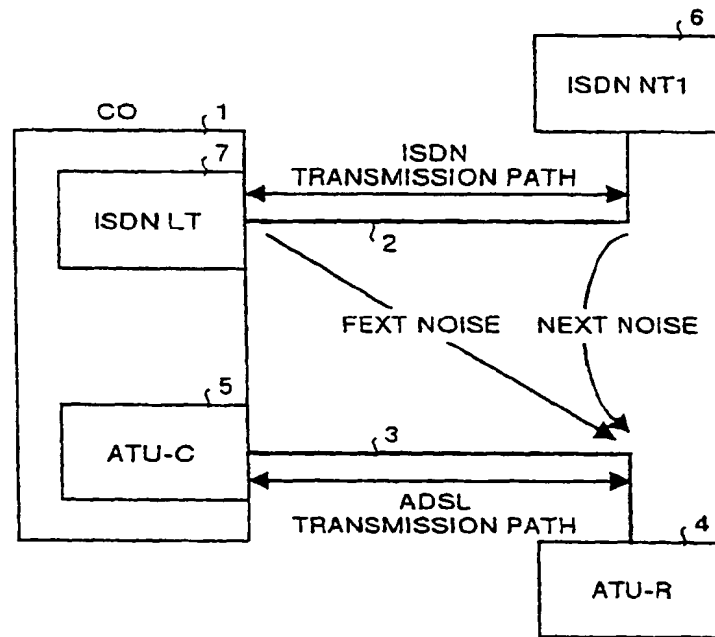 6
ISDN NT1
CO 1
7
ISDN LT
ISDN
TRANSMISSION PATH
2
FEXT NOISE
NEXT NOISE
5
ATU-C
3
ADSL
TRANSMISSION PATH
4
ATU-R